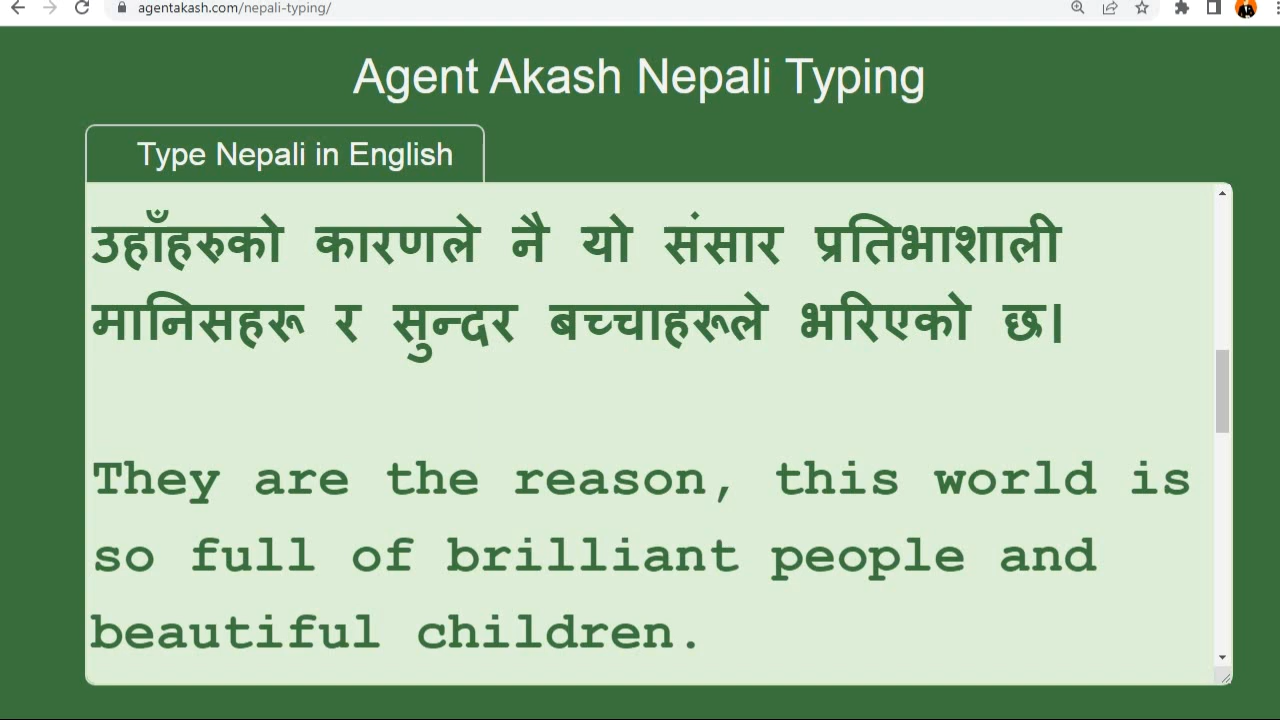 agentakash.com/nepali-typing/
Agent Akash Nepali Typing
Type Nepali in English
उहाँहरुको कारणले नै यो संसार प्रतिभाशाली
मानिसहरू र सुन्दर बच्चाहरूले भरिएको छ।
They are the reason, this world is
so full of brilliant people and
beautiful children.